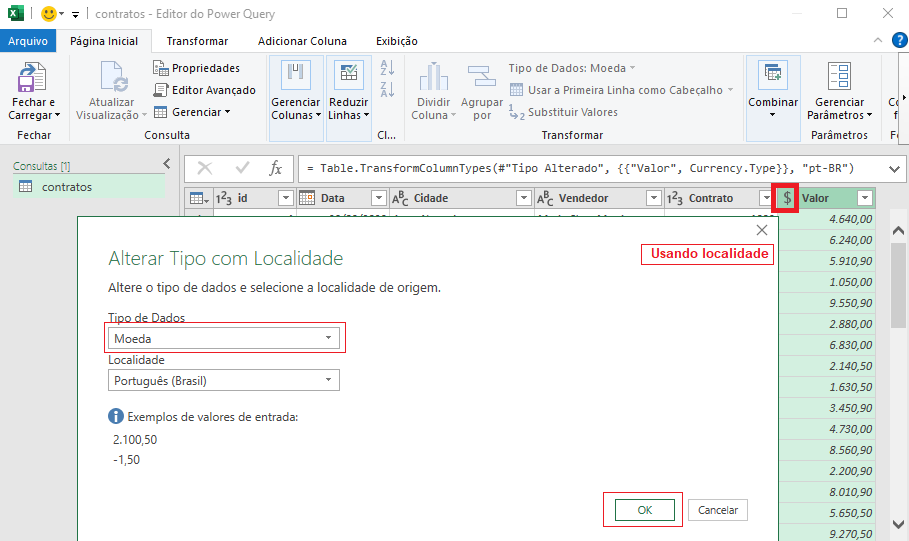 contratos - Editor do Power Query
Arquivo
Página Inicial
Transformar
Adicionar Coluna
Exibição
Fechar e
Carregar
Fechar
Atualizar
Visualização
Propriedades
Editor Avançado
Gerenciar
Consulta
Gerenciar
Colunas
Reduzir
Linhas
Cl...
Dividir
Coluna
Agrupar
por
Tipo de Dados: Moeda
Usar a Primeira Linha como Cabeçalho
Substituir Valores
Transformar
Combinar
Gerenciar
Parâmetros
Parâmetros
Consultas [1]
contratos
= Table.TransformColumnTypes(#"Tipo Alterado", {{"Valor", Currency.Type}}, "pt-BR")
id
Data
Cidade
Vendedor
Contrato
$ Valor
4.640,00
6.240,00
5.910,90
1.050,00
9.550,90
2.880,00
6.830,00
2.140,50
1.630,50
3.450,90
4.730,00
8.560,90
2.200,90
8.010,90
5.650,50
9.270,50
Usando localidade
Alterar Tipo com Localidade
Altere o tipo de dados e selecione a localidade de origem.
Tipo de Dados
Moeda
Localidade
Português (Brasil)
Exemplos de valores de entrada:
2.100,50
-1,50
OK
Cancelar